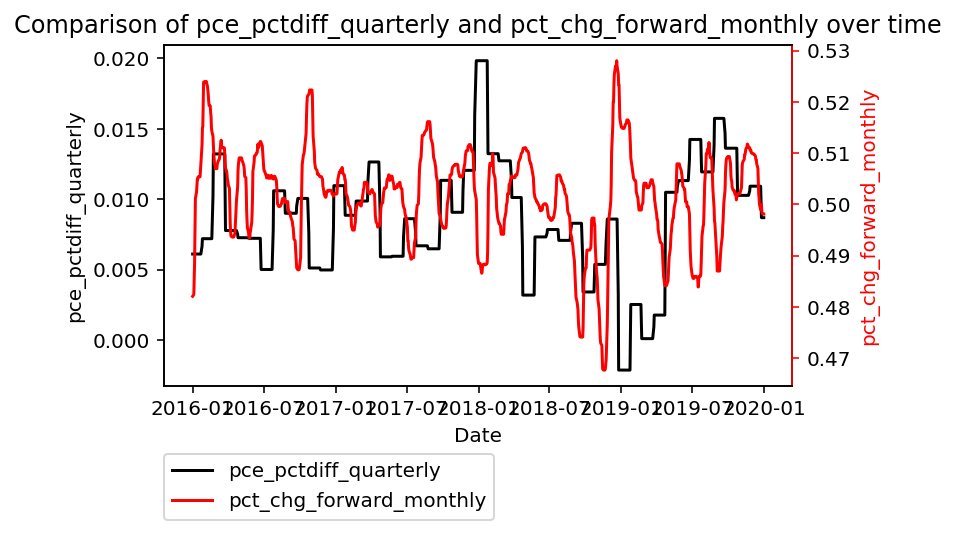 Comparison of pce_pctdiff_quarterly and pct_chg_forward_monthly over time
pce_pctdiff_quarterly
0.020
0.015
0.010
0.005
0.000
0.53
0.52
0.51
0.50
0.49
0.48
0.47
pct_chg_forward_monthly
2016-01 2016-07 2017-01 2017-07 2018-01 2018-07 2019-01 2019-07 2020-01
Date
pce_pctdiff_quarterly
pct_chg_forward_monthly